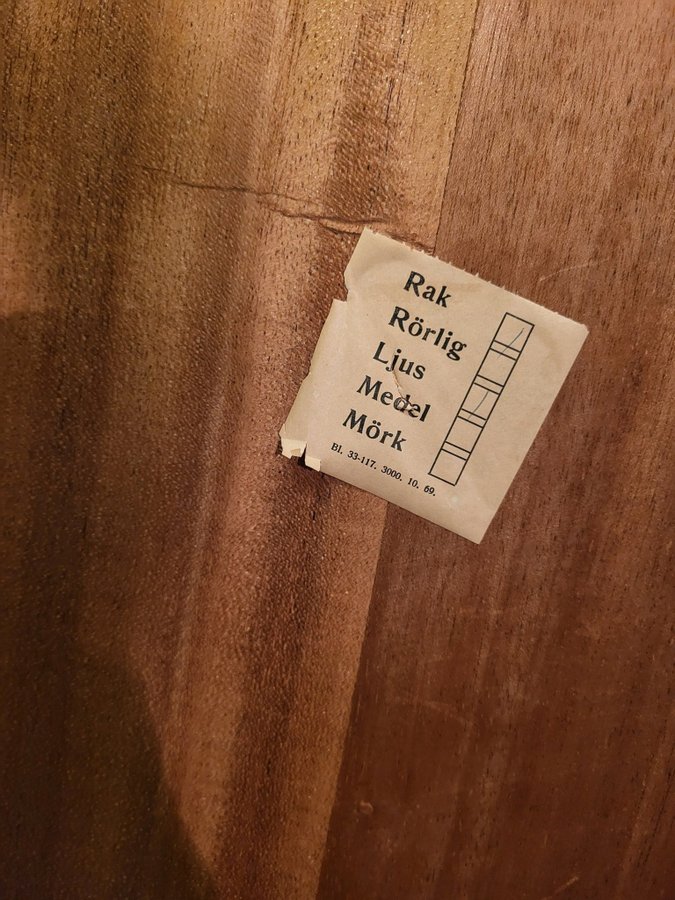 Rak
Rörlig
Ljus
Medel
Mörk
Bl. 33-117. 3000. 10. 69.